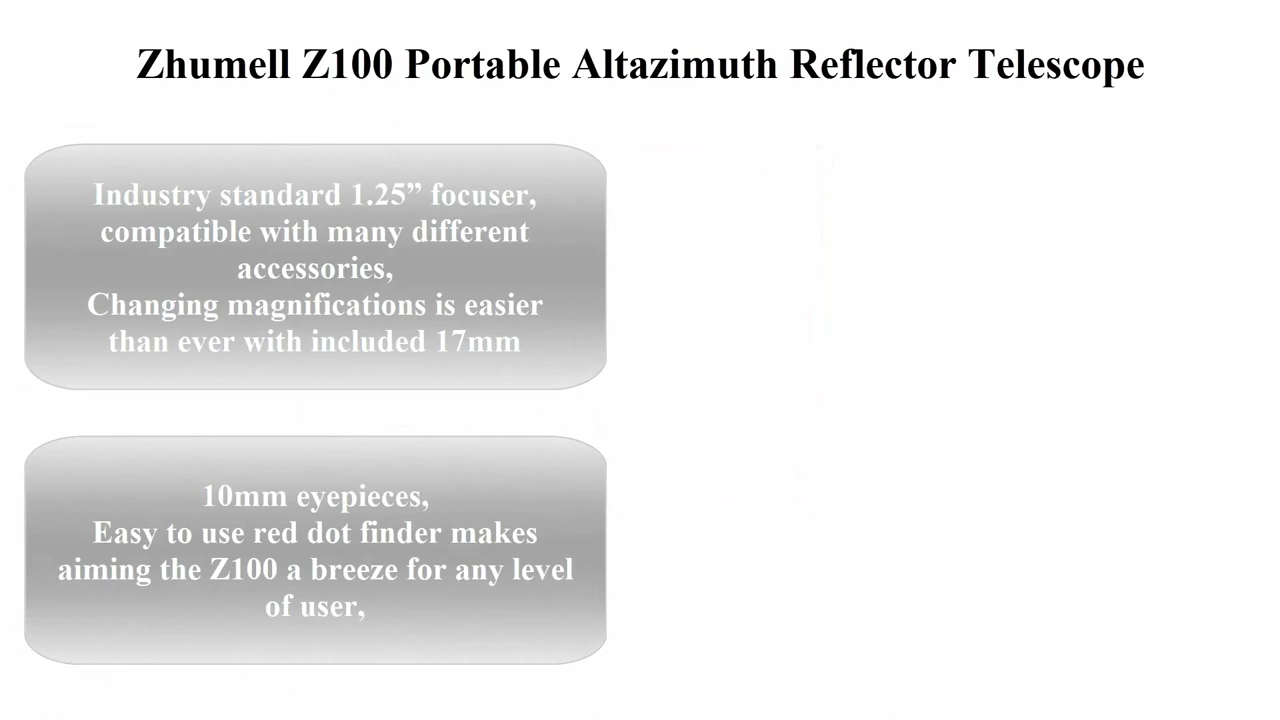 Zhumell Z100 Portable Altazimuth Reflector Telescope
Industry standard 1.25” focuser,
compatible with many different
accessories,
Changing magnifications is easier
than ever with included 17mm
10mm eyepieces,
Easy to use red dot finder makes
aiming the Z100 a breeze for any level
of user,